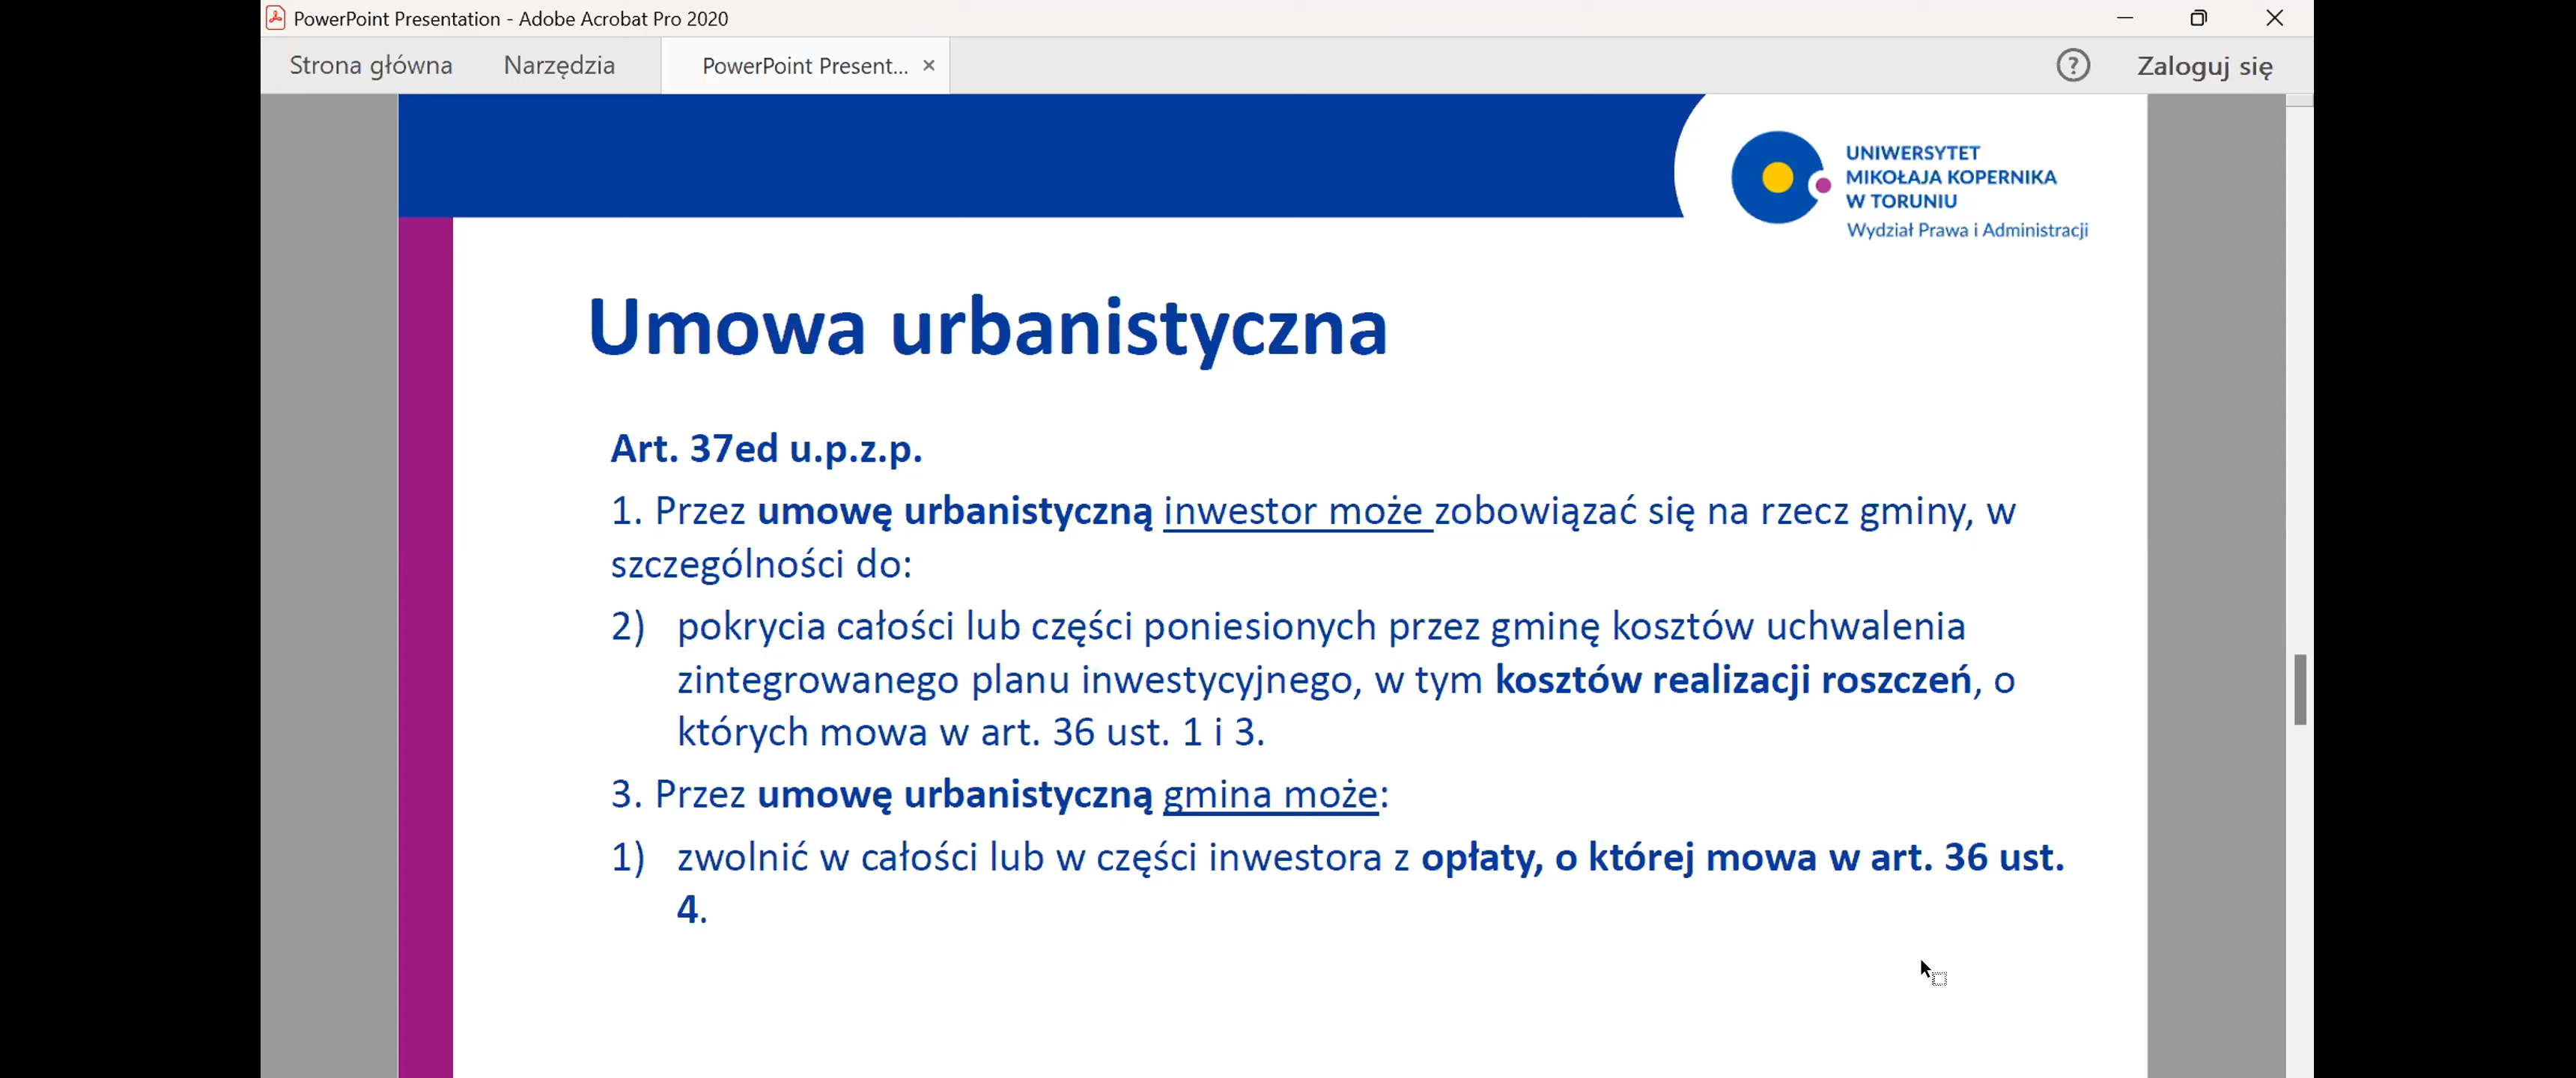 PowerPoint Presentation - Adobe Acrobat Pro 2020
Strona główna Narzędzia PowerPoint Present... Zaloguj się
UNIWERSYTET
MIKOŁAJA KOPERNIKA
W TORUNIU
Wydział Prawa i Administracji
Umowa urbanistyczna
Art. 37ed u.p.z.p.
1. Przez umowę urbanistyczną inwestor może zobowiązać się na rzecz gminy, w
szczególności do:
2) pokrycia całości lub części poniesionych przez gminę kosztów uchwalenia
zintegrowanego planu inwestycyjnego, w tym kosztów realizacji roszczeń, o
których mowa w art. 36 ust. 1 i 3.
3. Przez umowę urbanistyczną gmina może:
1) zwolnić w całości lub w części inwestora z opłaty, o której mowa w art. 36 ust.
4.